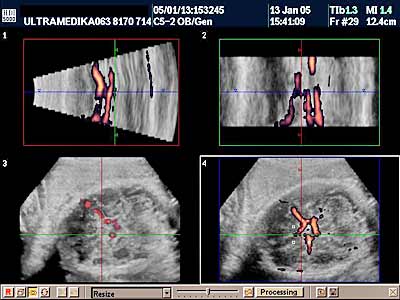 05/01/13:153245 13 Jan 05 TIb1.3 MI 1.4
ULTRAMEDIKA063 8170 714 C5-2 OB/Gen 15:41:09 Fr #29 12.4cm
1
2
3
4
R
Resize
Processing